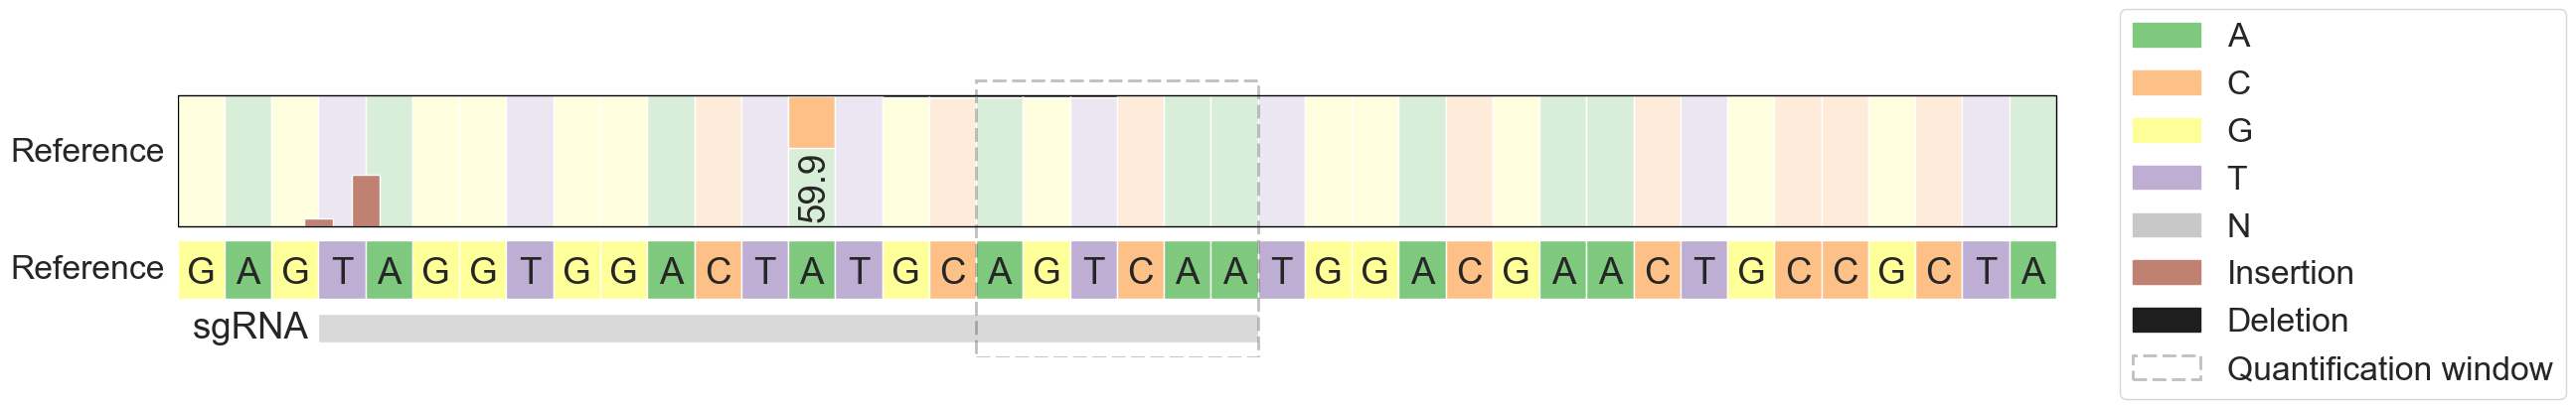 Reference
59.9
Reference G A G T A G G T G G A C T A T G C A G T C A A T G G A C G A A C T G C C G C T A
sgRNA
A
C
G
T
N
Insertion
Deletion
Quantification window